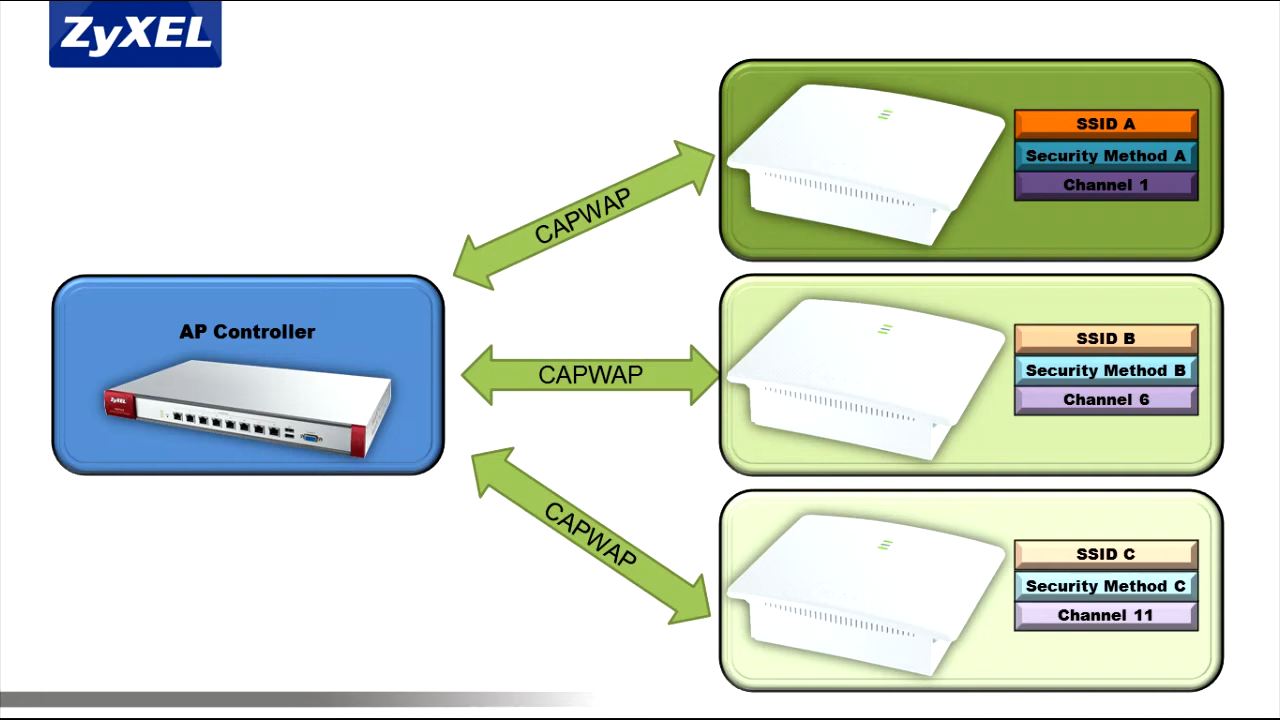 ZyXEL
SSID A
Security Method A
Channel 1
CAPWAP
AP Controller
ZyXEL
CAPWAP
SSID B
Security Method B
Channel 6
CAPWAP
SSID C
Security Method C
Channel 11